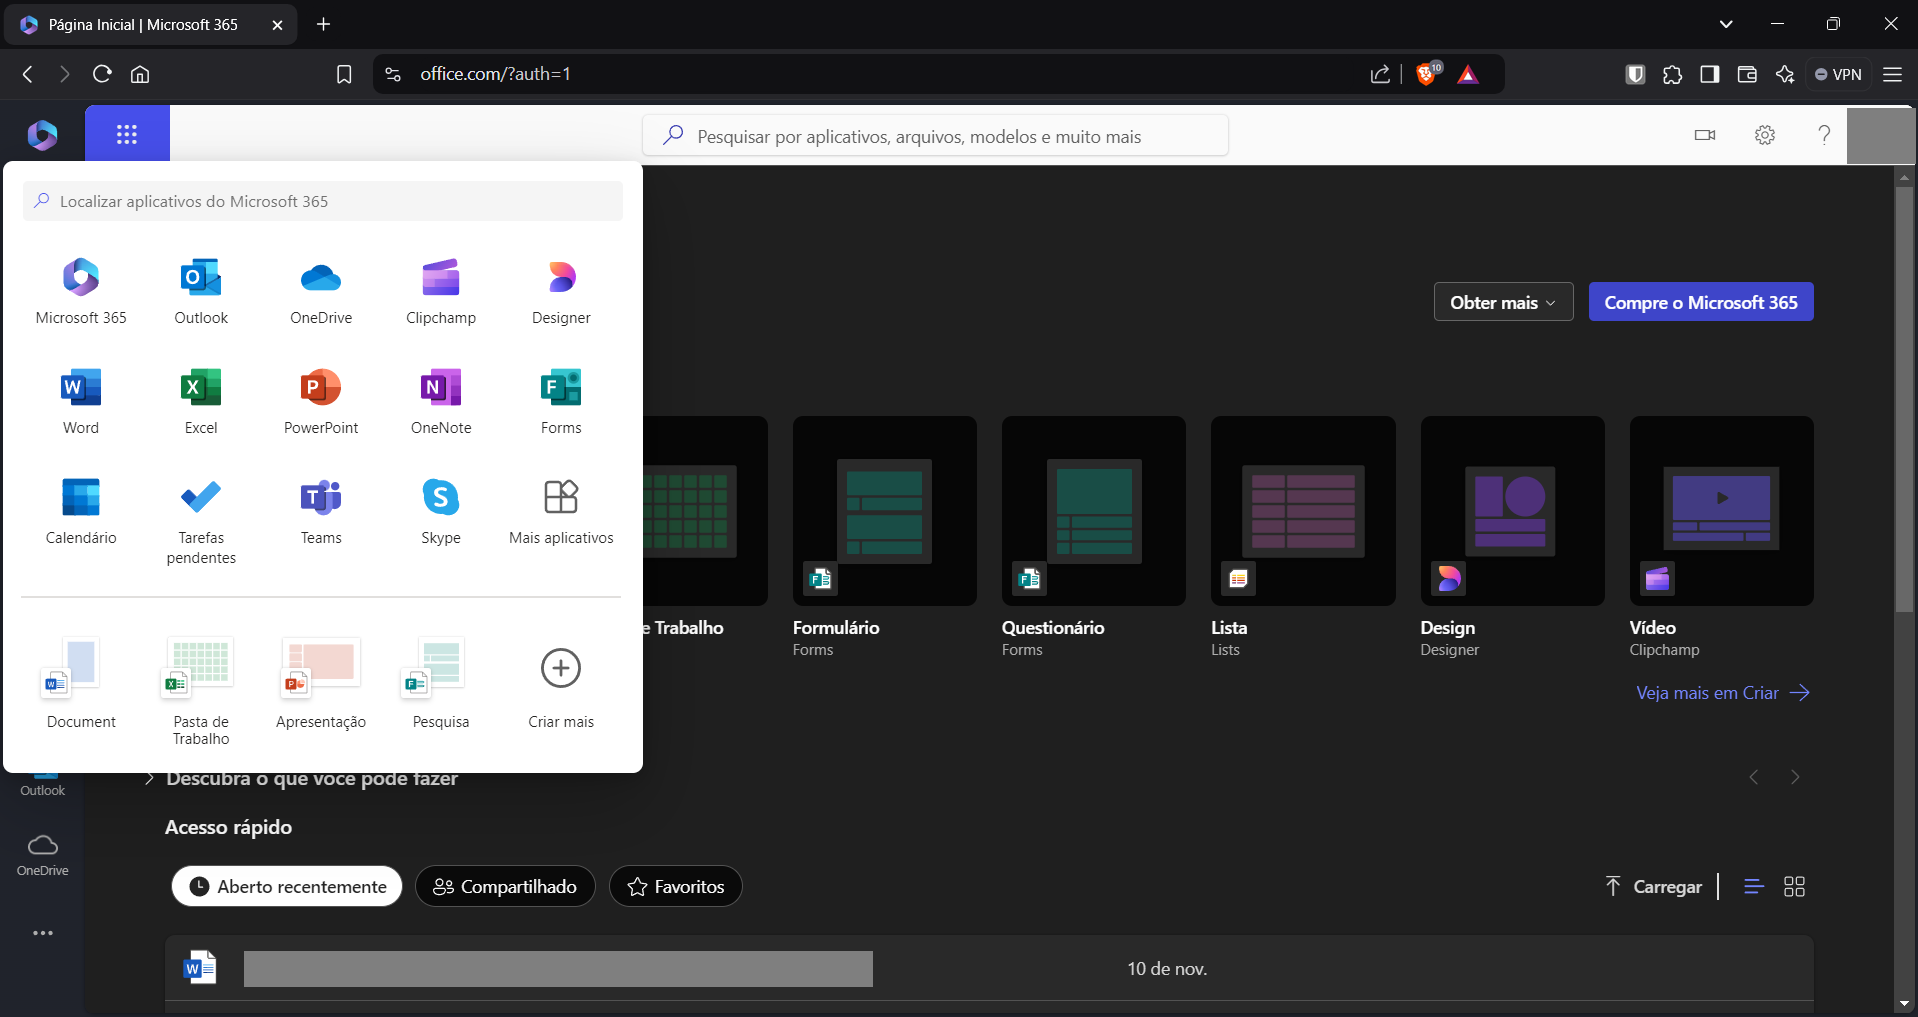 Página Inicial | Microsoft 365
office.com/?auth=1
10
VPN
Pesquisar por aplicativos, arquivos, modelos e muito mais
Localizar aplicativos do Microsoft 365
Microsoft 365
Outlook
OneDrive
Clipchamp
Designer
Obter mais
Compre o Microsoft 365
Word
Excel
PowerPoint
OneNote
Forms
Calendário
Tarefas
pendentes
Teams
Skype
Mais aplicativos
e Trabalho
Formulário
Forms
Questionário
Forms
Lista
Lists
Design
Designer
Vídeo
Clipchamp
Veja mais em Criar
Document
Pasta de
Trabalho
Apresentação
Pesquisa
Criar mais
Descubra o que você pode fazer
Outlook
Acesso rápido
OneDrive
Aberto recentemente
Compartilhado
Favoritos
Carregar
10 de nov.